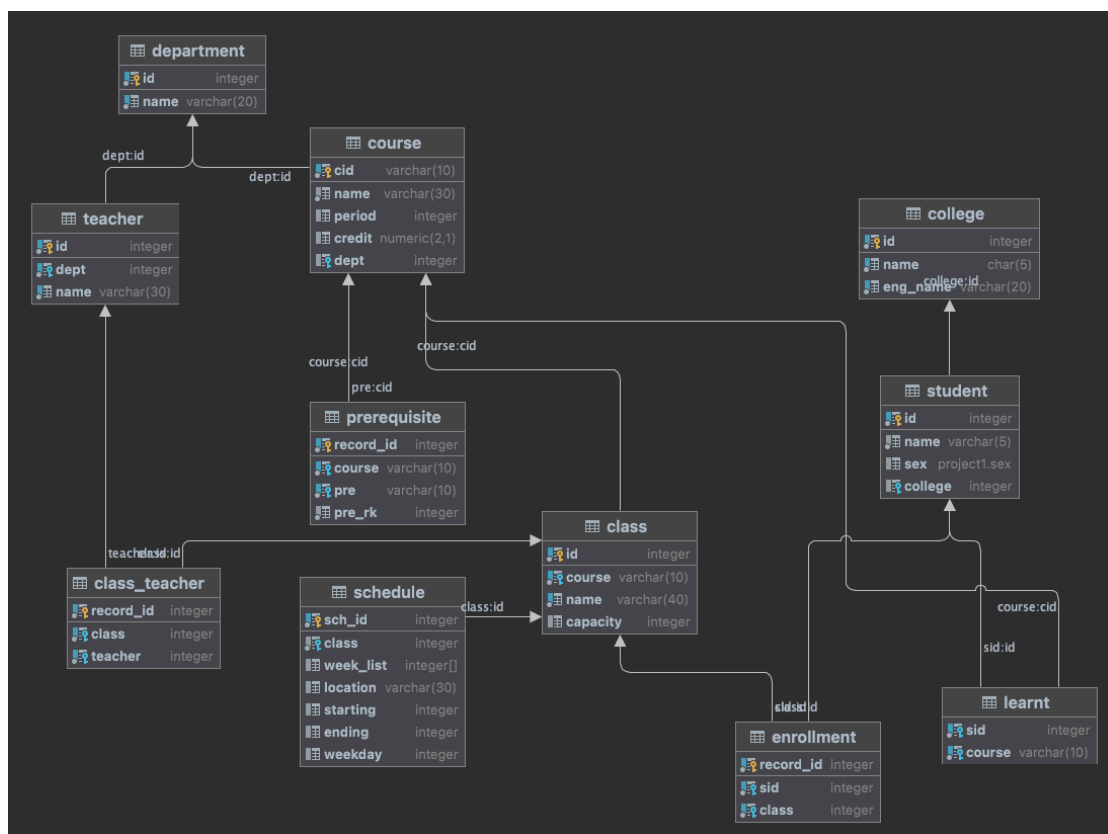 department
id integer
name varchar(20)
dept:id
dept:id
course
cid varchar(10)
name varchar(30)
period integer
credit numeric(2,1)
dept integer
teacher
id integer
dept integer
name varchar(30)
college
id integer
name char(5)
eng_name varchar(20)
college:id
course:cid
course:cid
pre:cid
student
id integer
name varchar(5)
sex project1.sex
college integer
prerequisite
record_id integer
course varchar(10)
pre varchar(10)
pre_rk integer
class
id integer
course varchar(10)
name varchar(40)
capacity integer
class_teacher
record_id integer
class integer
teacher integer
schedule
sch_id integer
class integer
week_list integer[]
location varchar(30)
starting integer
ending integer
weekday integer
class:id
course:cid
sid:id
enrollment
record_id integer
sid integer
class integer
learnt
sid integer
course varchar(10)